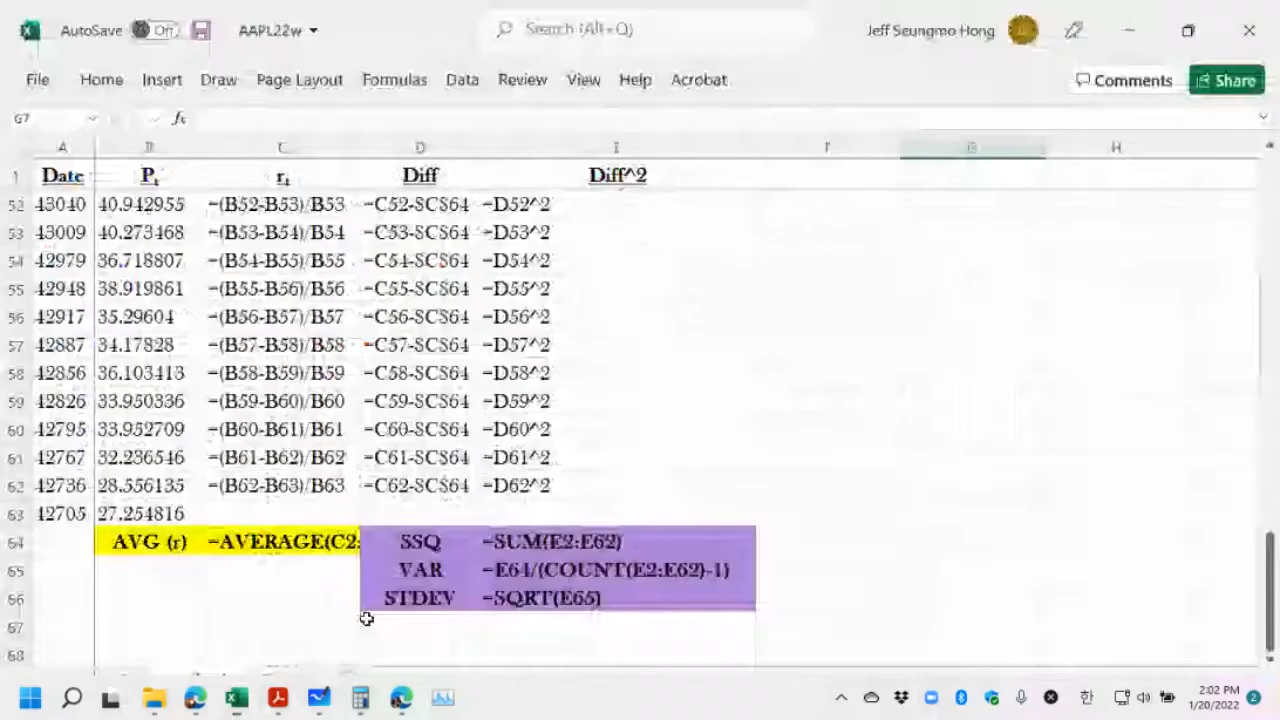 AutoSave Off AAPL22w Search (Alt+Q) Jeff Seungmo Hong
File Home Insert Draw Page Layout Formulas Data Review View Help Acrobat Comments Share
G7 fx
A B C D E F G H
1 Date Pt rt Diff Diff^2
52 43040 40.942955 =(B52-B53)/B53 =C52-$C$64 =D52^2
53 43009 40.273468 =(B53-B54)/B54 =C53-$C$64 =D53^2
54 42979 36.718807 =(B54-B55)/B55 =C54-$C$64 =D54^2
55 42948 38.919861 =(B55-B56)/B56 =C55-$C$64 =D55^2
56 42917 35.29604 =(B56-B57)/B57 =C56-$C$64 =D56^2
57 42887 34.17828 =(B57-B58)/B58 =C57-$C$64 =D57^2
58 42856 36.103413 =(B58-B59)/B59 =C58-$C$64 =D58^2
59 42826 33.950336 =(B59-B60)/B60 =C59-$C$64 =D59^2
60 42795 33.952709 =(B60-B61)/B61 =C60-$C$64 =D60^2
61 42767 32.236546 =(B61-B62)/B62 =C61-$C$64 =D61^2
62 42736 28.556135 =(B62-B63)/B63 =C62-$C$64 =D62^2
63 42705 27.254816
64 AVG (r) =AVERAGE(C2: SSQ =SUM(E2:E62)
65 VAR =E64/(COUNT(E2:E62)-1)
66 STDEV =SQRT(E65)
67
68
한 2:02 PM
1/20/2022 2